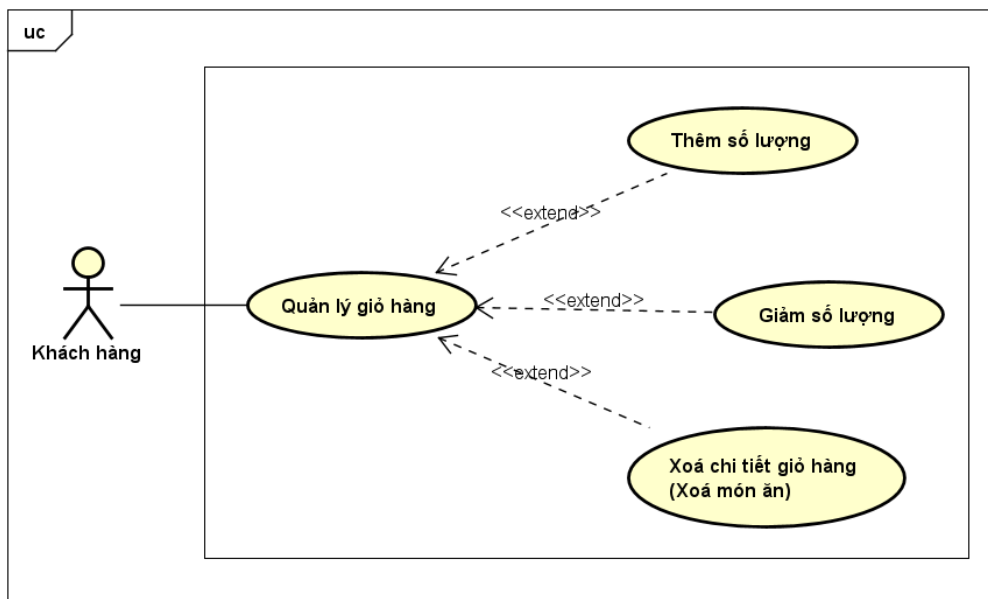 uc
Thêm số lượng
<<extend>>
Khách hàng
Quản lý giỏ hàng
<<extend>>
Giảm số lượng
<<extend>>
Xoá chi tiết giỏ hàng
(Xoá món ăn)